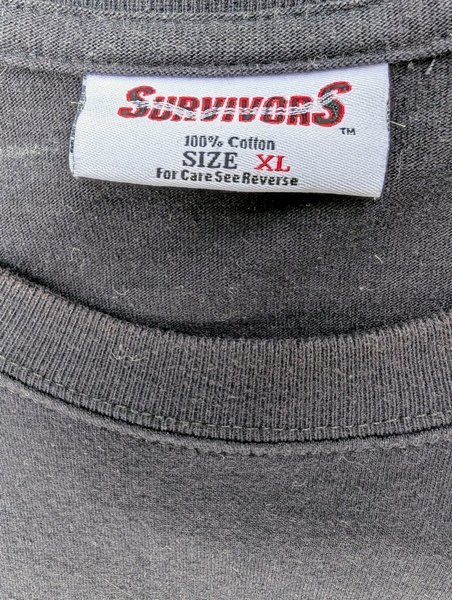 SURVIVORS
TM
100% Cotton
SIZE XL
For Care See Reverse